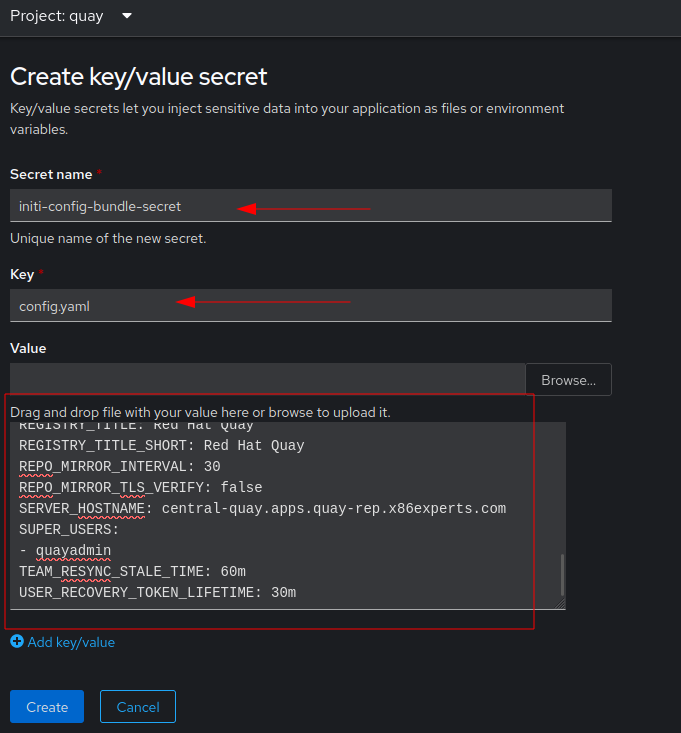 Project: quay
Create key/value secret
Key/value secrets let you inject sensitive data into your application as files or environment
variables.
Secret name *
initi-config-bundle-secret
Unique name of the new secret.
Key *
config.yaml
Value
Browse...
Drag and drop file with your value here or browse to upload it.
REGISTRY_TITLE: Red Hat Quay
REGISTRY_TITLE_SHORT: Red Hat Quay
REPO_MIRROR_INTERVAL: 30
REPO_MIRROR_TLS_VERIFY: false
SERVER_HOSTNAME: central-quay.apps.quay-rep.x86experts.com
SUPER_USERS:
- quayadmin
TEAM_RESYNC_STALE_TIME: 60m
USER_RECOVERY_TOKEN_LIFETIME: 30m
Add key/value
Create Cancel